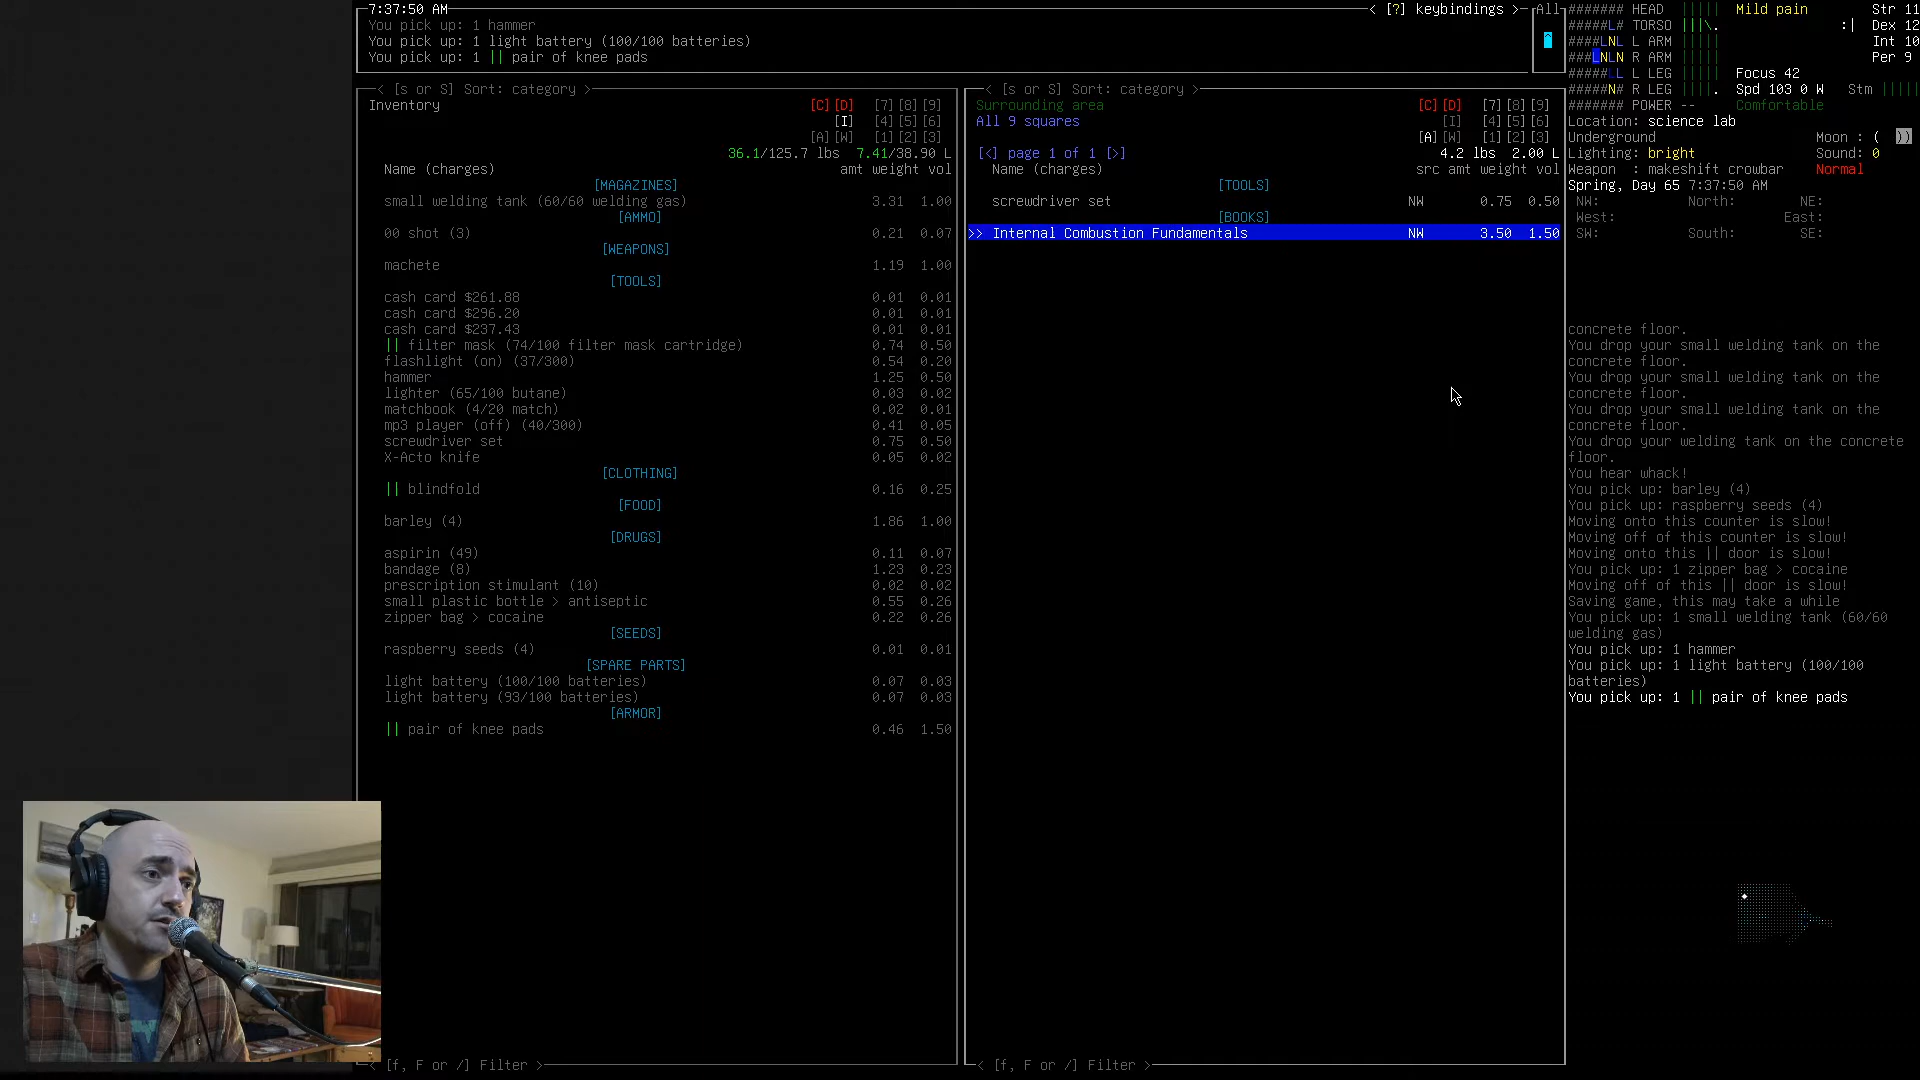 7:37:50 AM
< [?] keybindings >
All
You pick up: 1 hammer
You pick up: 1 light battery (100/100 batteries)
You pick up: 1 || pair of knee pads
< [s or S] Sort: category >
Inventory
[C] [D] [7] [8] [9]
[I] [4] [5] [6]
[A] [W] [1] [2] [3]
36.1/125.7 lbs 7.41/38.90 L
Name (charges) amt weight vol
[MAGAZINES]
small welding tank (60/60 welding gas) 3.31 1.00
[AMMO]
00 shot (3) 0.21 0.07
[WEAPONS]
machete 1.19 1.00
[TOOLS]
cash card $261.88 0.01 0.01
cash card $296.20 0.01 0.01
cash card $237.43 0.01 0.01
|| filter mask (74/100 filter mask cartridge) 0.74 0.50
flashlight (on) (37/300) 0.54 0.20
hammer 1.25 0.50
lighter (65/100 butane) 0.03 0.02
matchbook (4/20 match) 0.02 0.01
mp3 player (off) (40/300) 0.41 0.05
screwdriver set 0.75 0.50
X-Acto knife 0.05 0.02
[CLOTHING]
|| blindfold 0.16 0.25
[FOOD]
barley (4) 1.86 1.00
[DRUGS]
aspirin (49) 0.11 0.07
bandage (8) 1.23 0.23
prescription stimulant (10) 0.02 0.02
small plastic bottle > antiseptic 0.55 0.26
zipper bag > cocaine 0.22 0.26
[SEEDS]
raspberry seeds (4) 0.01 0.01
[SPARE PARTS]
light battery (100/100 batteries) 0.07 0.03
light battery (93/100 batteries) 0.07 0.03
[ARMOR]
|| pair of knee pads 0.46 1.50
< [f, F or /] Filter >
< [s or S] Sort: category >
Surrounding area
All 9 squares
[C] [D] [7] [8] [9]
[I] [4] [5] [6]
[A] [W] [1] [2] [3]
[<] page 1 of 1 [>] 4.2 lbs 2.00 L
Name (charges) src amt weight vol
[TOOLS]
screwdriver set NW 0.75 0.50
[BOOKS]
>> Internal Combustion Fundamentals NW 3.50 1.50
< [f, F or /] Filter >
####### HEAD ||||| Mild pain Str 11
#####L# TORSO |||\. :| Dex 12
####LNL L ARM ||||| Int 10
###LNLN R ARM ||||| Per 9
#####LL L LEG ||||| Focus 42
#####N# R LEG ||||. Spd 103 0 W Stm |||||
####### POWER -- Comfortable
Location: science lab
Underground Moon : ( ))
Lighting: bright Sound: 0
Weapon : makeshift crowbar Normal
Spring, Day 65 7:37:50 AM
NW: North: NE:
West: East:
SW: South: SE:
concrete floor.
You drop your small welding tank on the
concrete floor.
You drop your small welding tank on the
concrete floor.
You drop your small welding tank on the
concrete floor.
You drop your welding tank on the concrete
floor.
You hear whack!
You pick up: barley (4)
You pick up: raspberry seeds (4)
Moving onto this counter is slow!
Moving off of this counter is slow!
Moving onto this || door is slow!
You pick up: 1 zipper bag > cocaine
Moving off of this || door is slow!
Saving game, this may take a while
You pick up: 1 small welding tank (60/60
welding gas)
You pick up: 1 hammer
You pick up: 1 light battery (100/100
batteries)
You pick up: 1 || pair of knee pads